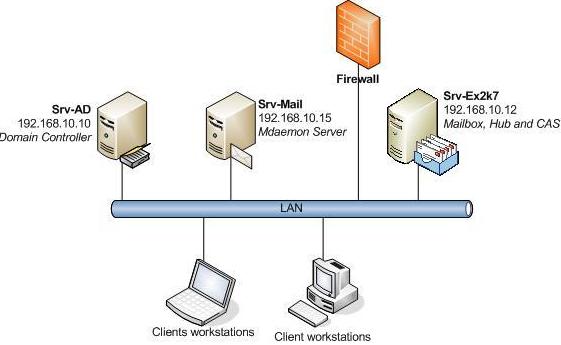 Firewall
Srv-AD
192.168.10.10
Domain Controller
Srv-Mail
192.168.10.15
Mdaemon Server
Srv-Ex2k7
192.168.10.12
Mailbox, Hub and CAS
LAN
Clients workstations
Client workstations